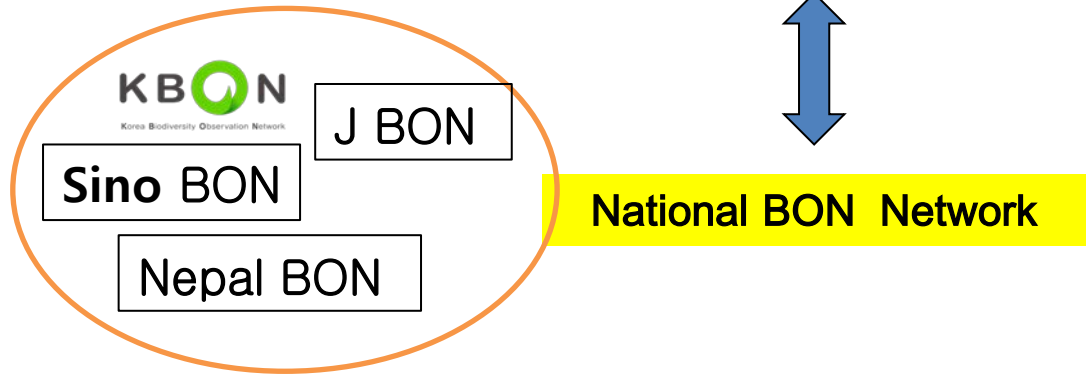 KBON
Korea Biodiversity Observation Network
J BON
Sino BON
Nepal BON
National BON Network